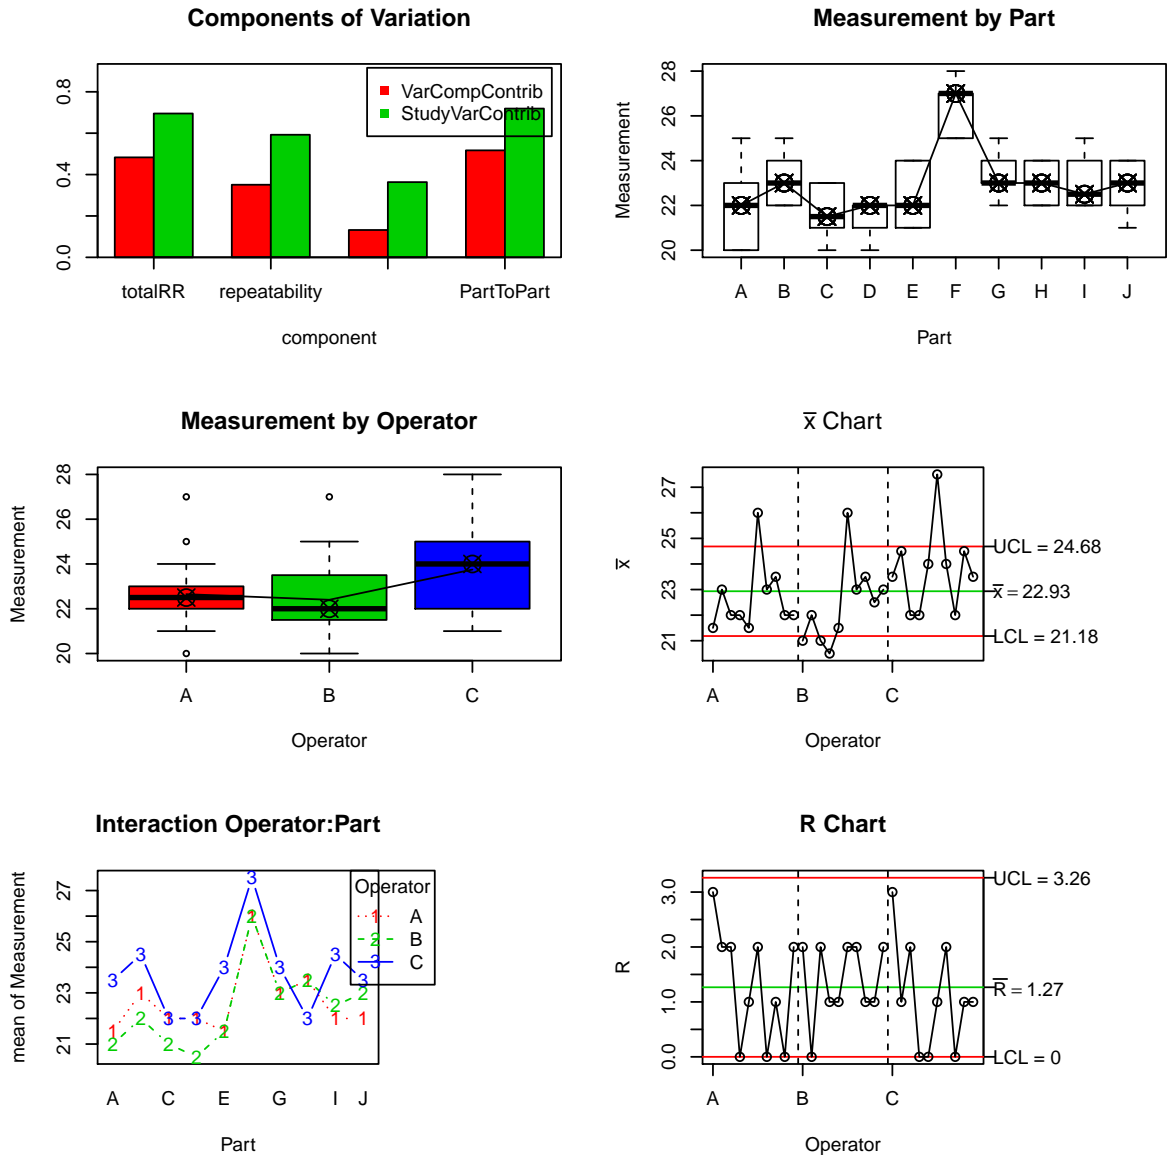 Components of Variation
VarCompContrib
StudyVarContrib
0.0 0.4 0.8
totalRR repeatability PartToPart
component
Measurement by Part
Measurement
20 22 24 26 28
A B C D E F G H I J
Part
Measurement by Operator
Measurement
20 22 24 26 28
A B C
Operator
x̅ Chart
x̅
21 23 25 27
UCL = 24.68
x̅ = 22.93
LCL = 21.18
A B C
Operator
Interaction Operator:Part
mean of Measurement
21 23 25 27
Operator
1 A
2 B
3 C
A C E G I J
Part
R Chart
R
0.0 1.0 2.0 3.0
UCL = 3.26
R̅ = 1.27
LCL = 0
A B C
Operator